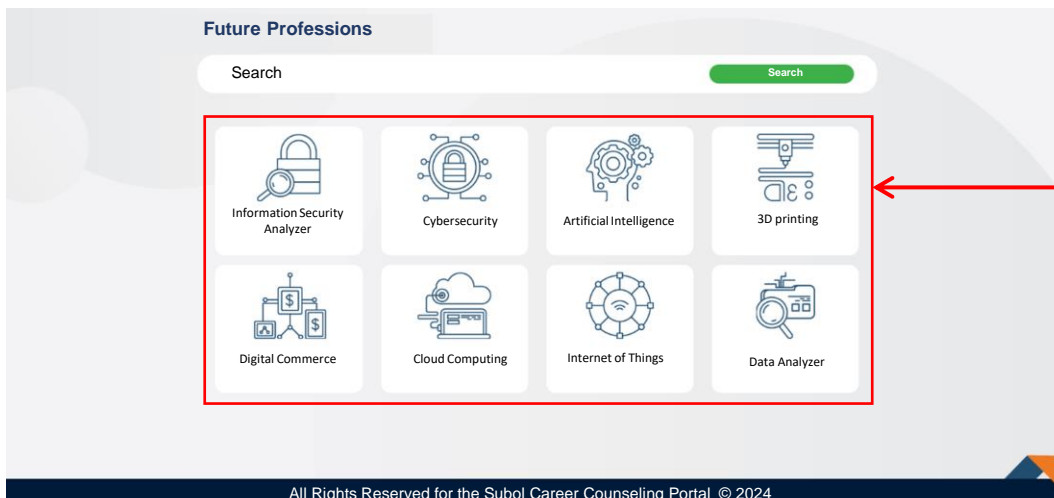 Future Professions
Search
Search
Information Security
Analyzer
Cybersecurity
Artificial Intelligence
3D printing
Digital Commerce
Cloud Computing
Internet of Things
Data Analyzer
All Rights Reserved for the Subol Career Counseling Portal © 2024